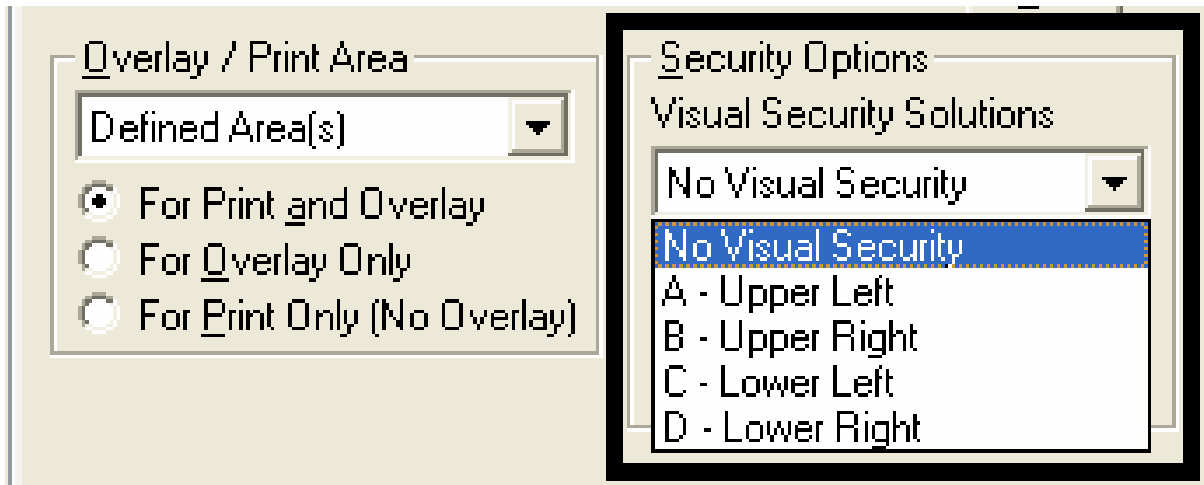 Overlay / Print Area
Defined Area(s)
For Print and Overlay
For Overlay Only
For Print Only (No Overlay)
Security Options
Visual Security Solutions
No Visual Security
No Visual Security
A - Upper Left
B - Upper Right
C - Lower Left
D - Lower Right